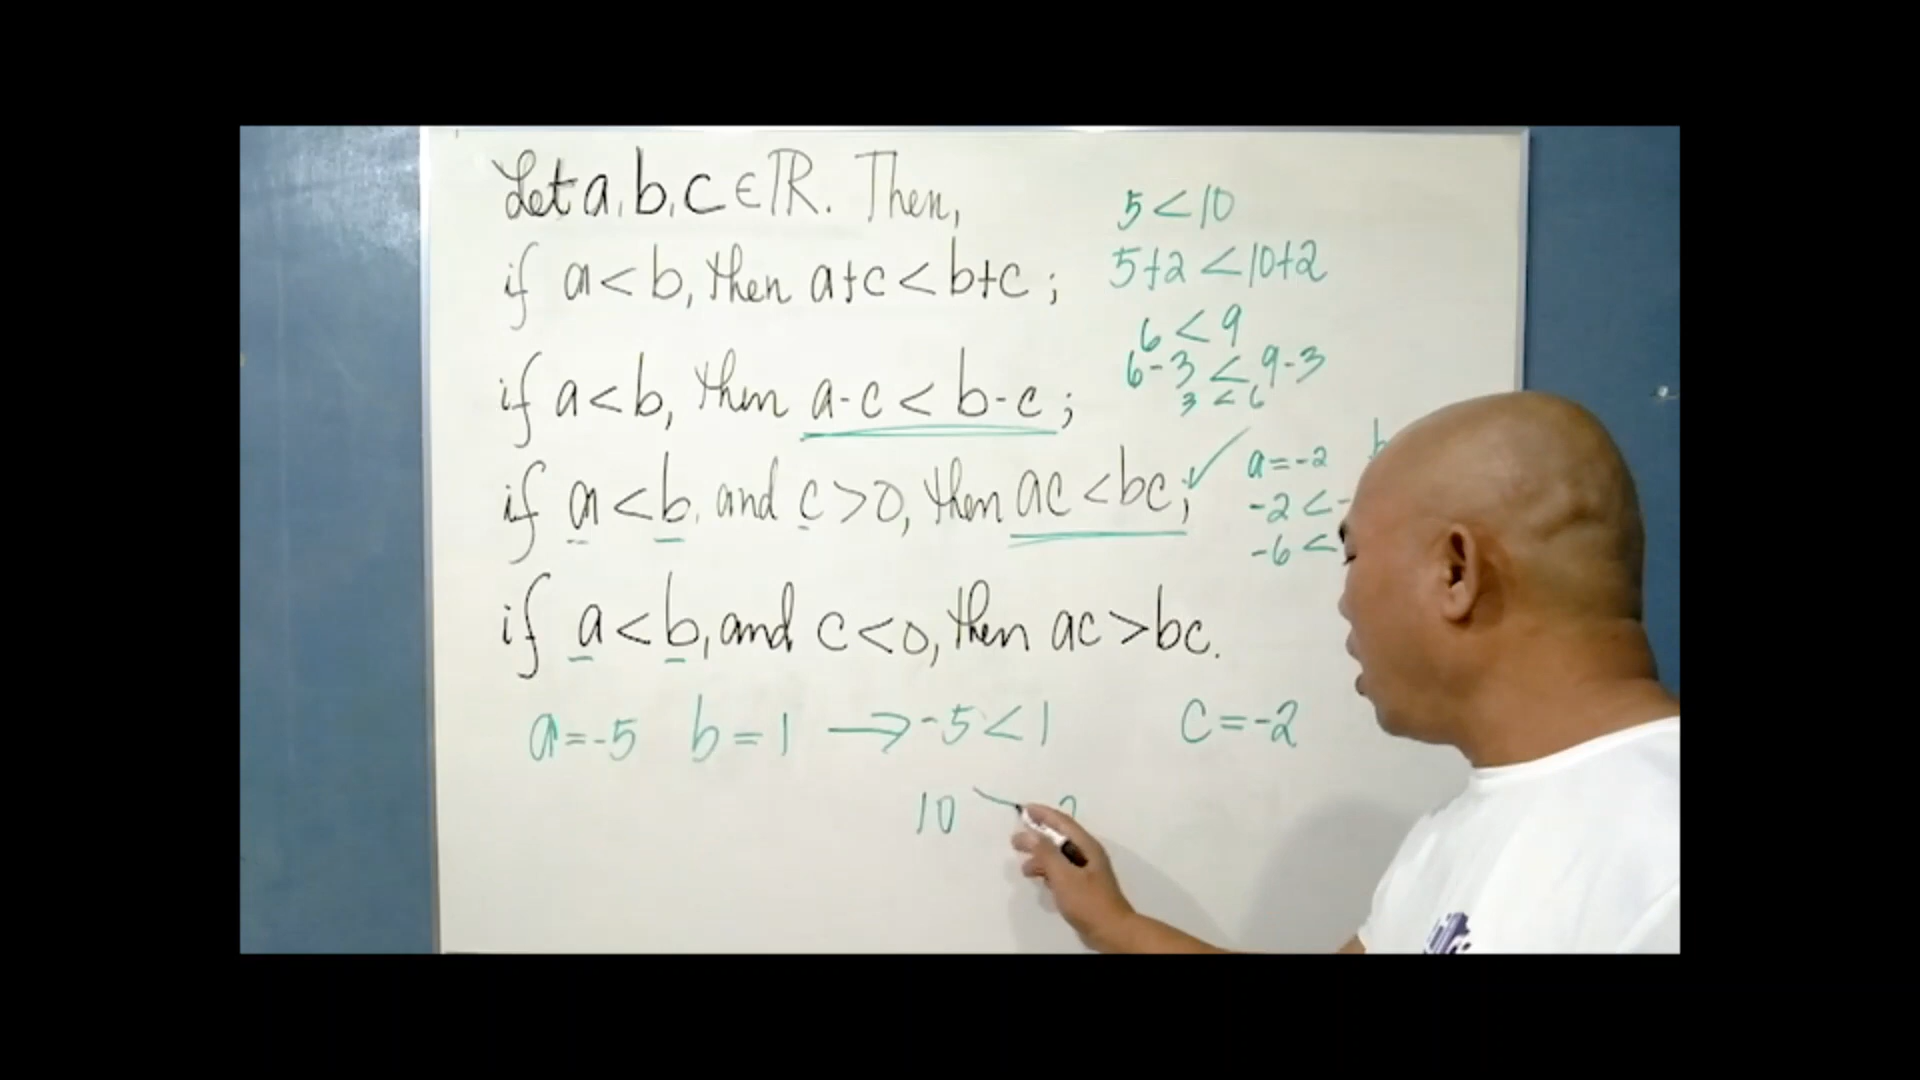 Let a, b, c ∈ ℝ. Then,
if a < b, then a+c < b+c ;
if a < b, then a-c < b-c ;
if a < b, and c > 0, then ac < bc ;
if a < b, and c < 0, then ac > bc.
a=-5 b=1 → -5<1 c=-2
10
5<10
5+2<10+2
6<9
6-3<9-3
3<6
a=-2 b
-2<-
-6<